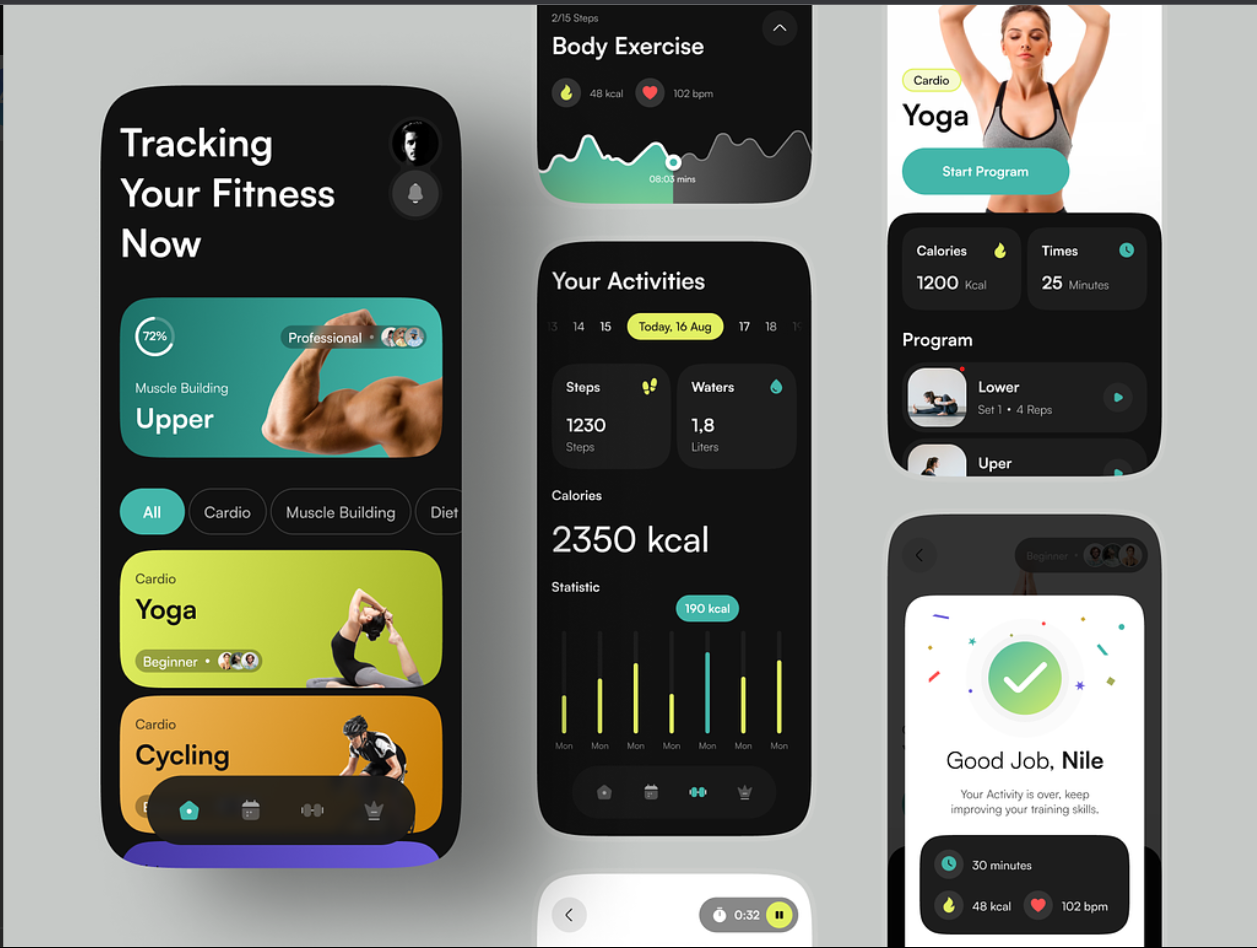 Tracking
Your Fitness
Now
72%
Professional •
Muscle Building
Upper
All
Cardio
Muscle Building
Diet
Cardio
Yoga
Beginner •
Cardio
Cycling
2/15 Steps
Body Exercise
48 kcal
102 bpm
08:03 mins
Your Activities
13 14 15 Today, 16 Aug 17 18
Steps
1230
Steps
Waters
1,8
Liters
Calories
2350 kcal
Statistic
190 kcal
Mon Mon Mon Mon Mon Mon Mon
0:32
Cardio
Yoga
Start Program
Calories
1200 Kcal
Times
25 Minutes
Program
Lower
Set 1 • 4 Reps
Uper
Beginner •
Good Job, Nile
Your Activity is over, keep
improving your training skills.
30 minutes
48 kcal
102 bpm